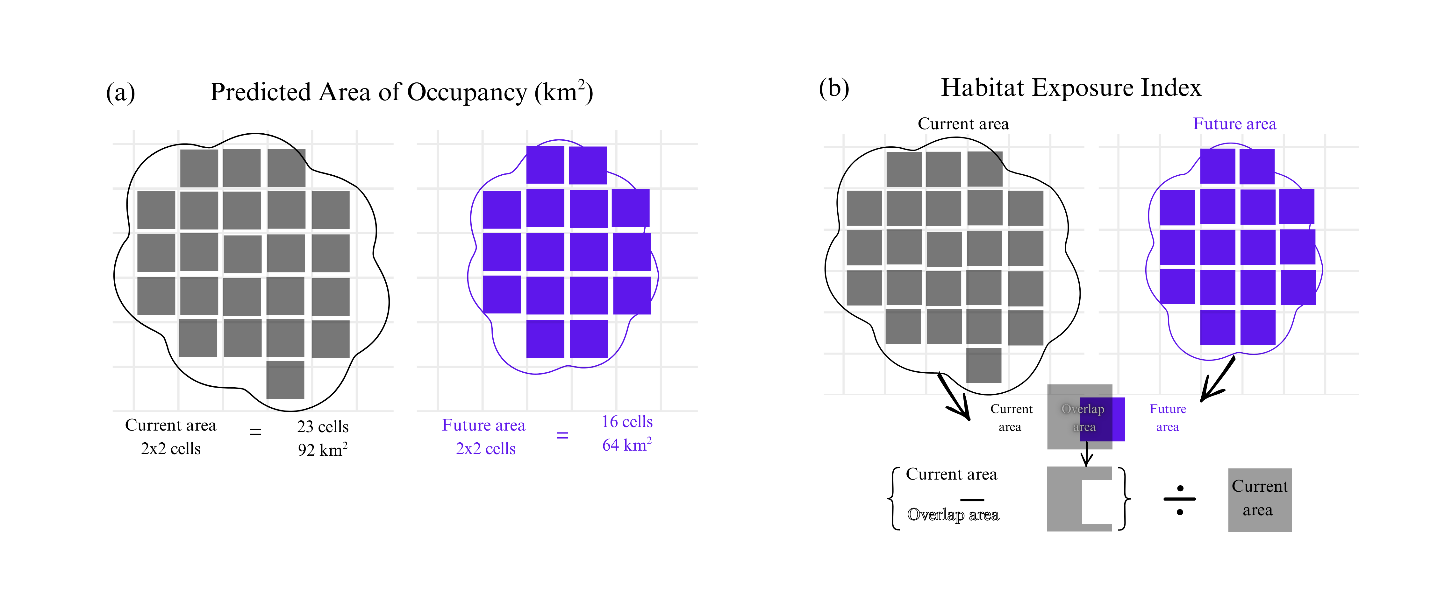 (a) Predicted Area of Occupancy (km²)
Current area
2x2 cells
=
23 cells
92 km²
Future area
2x2 cells
=
16 cells
64 km²
(b) Habitat Exposure Index
Current area
Future area
Current
area
Overlap
area
Future
area
Current area
—
Overlap area
÷
Current
area